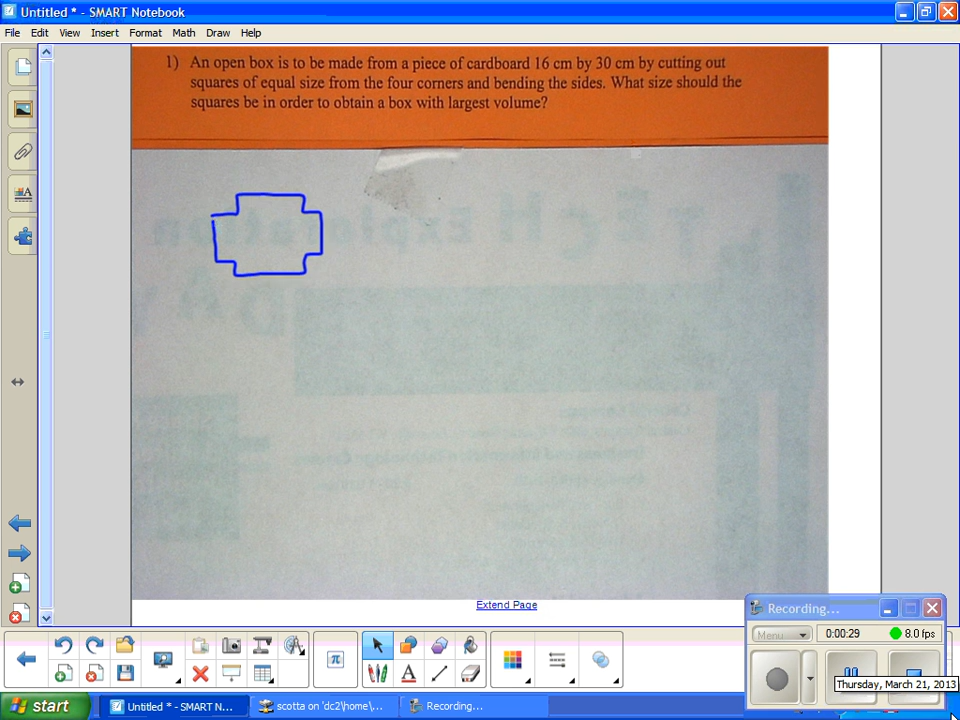 Untitled * - SMART Notebook
File Edit View Insert Format Math Draw Help
1) An open box is to be made from a piece of cardboard 16 cm by 30 cm by cutting out
squares of equal size from the four corners and bending the sides. What size should the
squares be in order to obtain a box with largest volume?
Extend Page
Recording...
Menu
0:00:29
8.0 fps
π
A
Thursday, March 21, 2013
start
Untitled * - SMART N...
scotta on 'dc2\home\...
Recording...